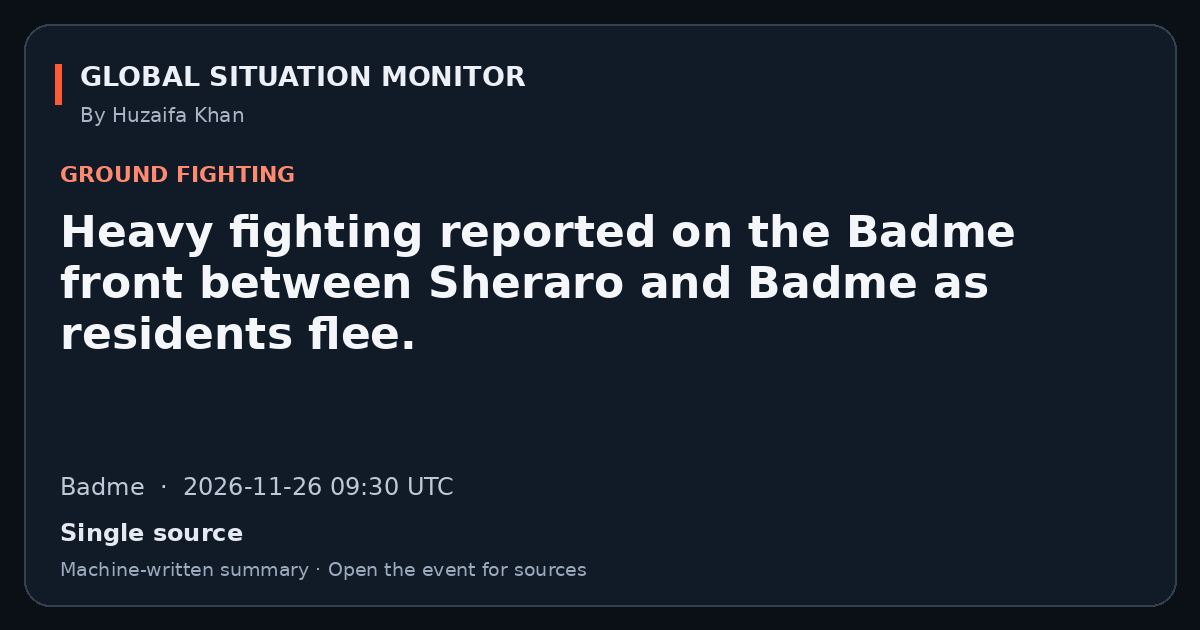 GLOBAL SITUATION MONITOR
By Huzaifa Khan
GROUND FIGHTING
Heavy fighting reported on the Badme
front between Sheraro and Badme as
residents flee.
Badme · 2026-11-26 09:30 UTC
Single source
Machine-written summary · Open the event for sources